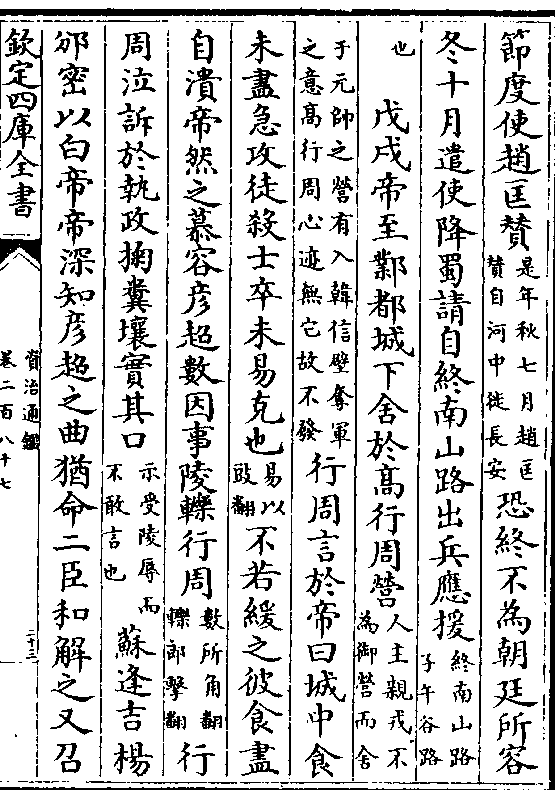 節度使趙匡贊是年秋七月趙匡贊自河中徙長安恐終不為朝廷所容
冬十月遣使降蜀請自終南山路出兵應援終南山路子午谷路
也戊戌帝至鄴都城下舍於高行周營人主親戎不為御營而舍
于元帥之營有入韓信壁奪軍之意高行周心迹無它故不發行周言於帝曰城中食
未盡急攻徒殺士卒未易克也易以豉翻不若緩之彼食盡
自潰帝然之慕容彥超數因事陵轢行周數所角翻轢郎擊翻行
周泣訴於執政掬糞壤實其口示受陵辱而不敢言也蘇逢吉楊
邠密以白帝帝深知彥超之曲猶命二臣和解之又召
欽定四庫全書
資治通鑑
卷二百八十七
二十三